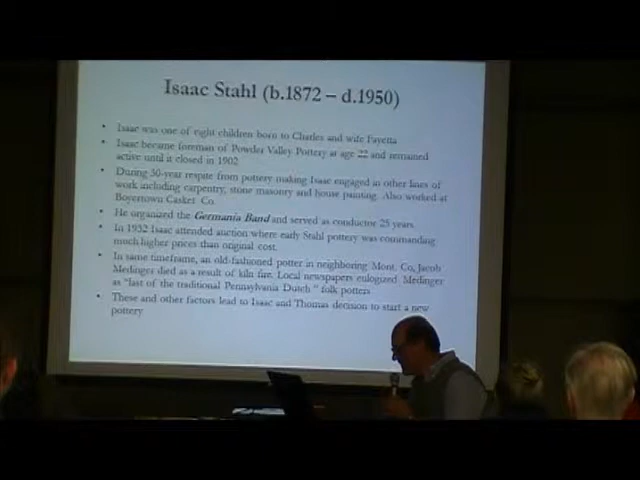 Isaac Stahl (b.1872 – d.1950)
• Isaac was one of eight children born to Charles and wife Fayetta
• Isaac became foreman of Powder Valley Pottery at age 22 and remained
active until it closed in 1902
• During 30-year respite from pottery making Isaac engaged in other lines of
work including carpentry, stone masonry and house painting. Also worked at
Boyertown Casket Co.
• He organized the Germania Band and served as conductor 25 years
• In 1932 Isaac attended auction where early Stahl pottery was commanding
much higher prices than original cost.
• In same timeframe, an old-fashioned potter in neighboring Mont. Co, Jacob
Medinger died as a result of kiln fire. Local newspapers eulogized Medinger
as "last of the traditional Pennsylvania Dutch " folk potters
• These and other factors lead to Isaac and Thomas decision to start a new
pottery